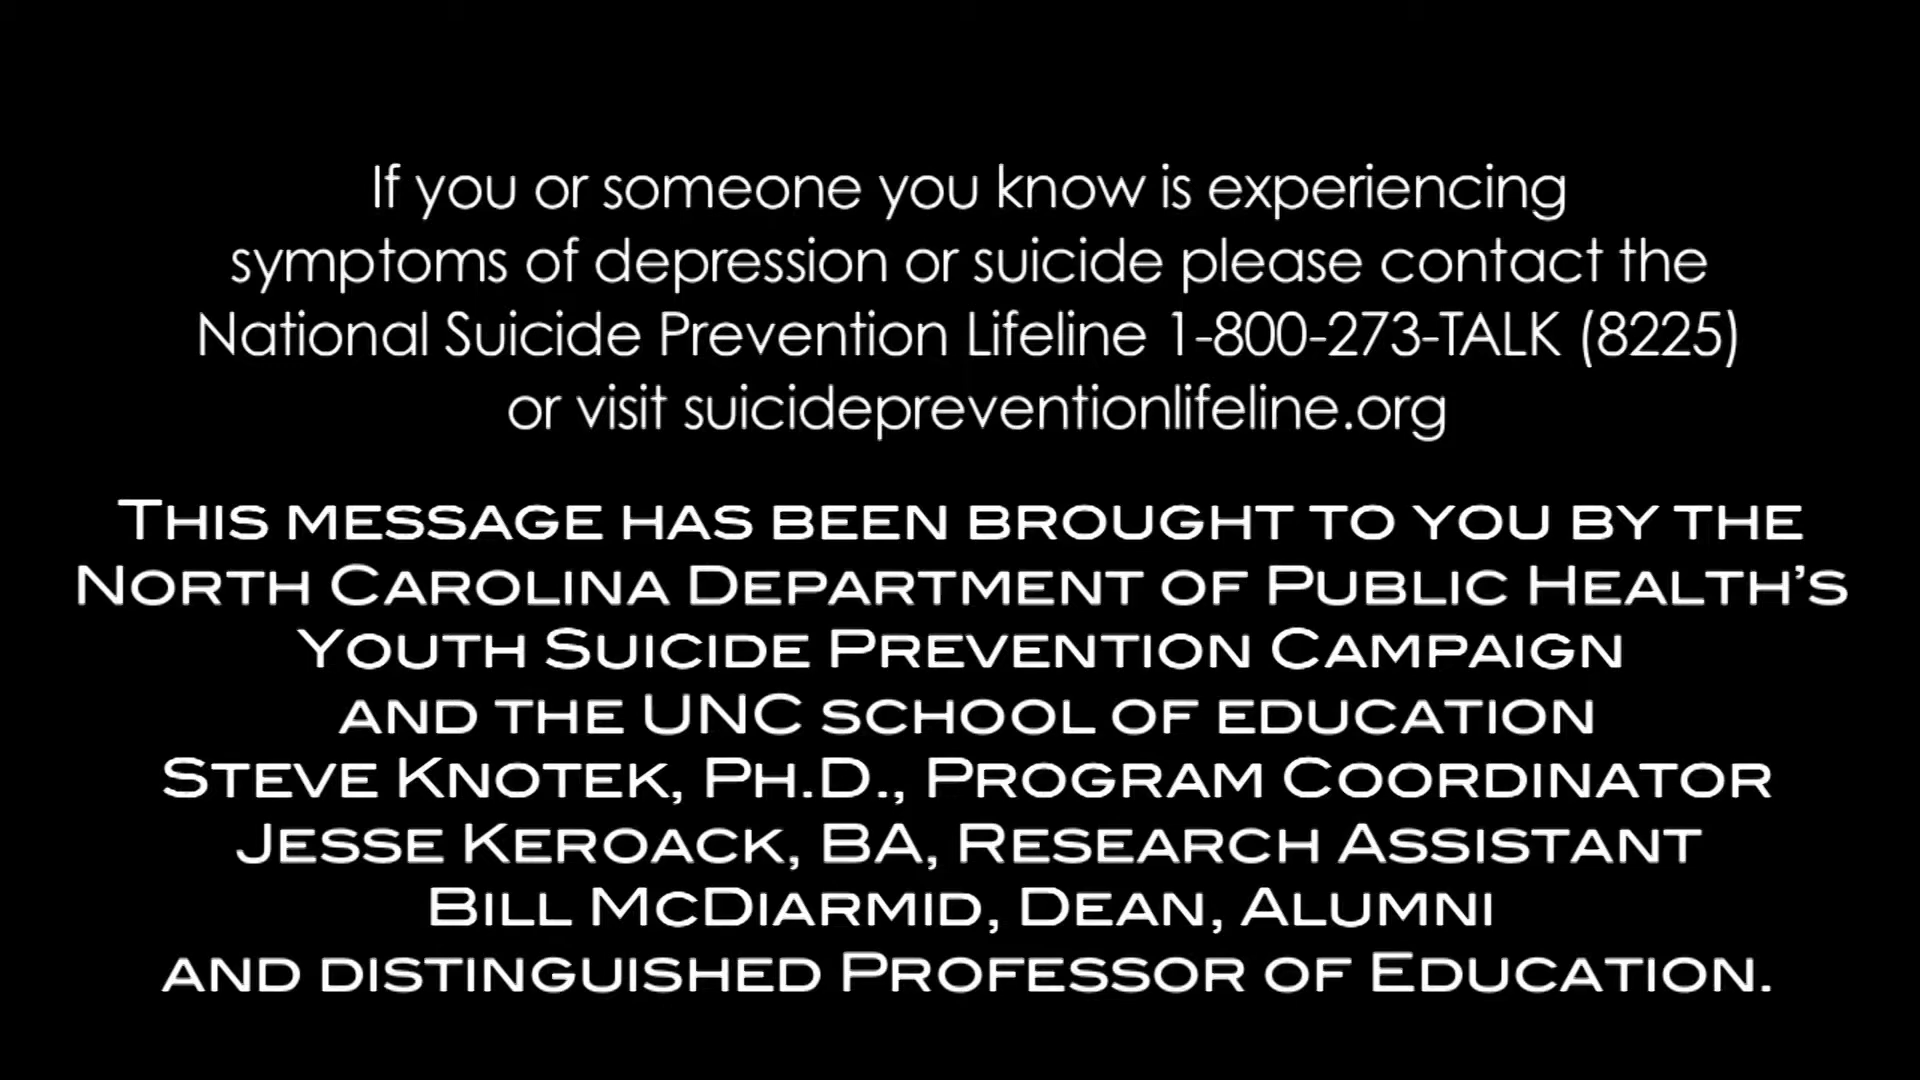 If you or someone you know is experiencing
symptoms of depression or suicide please contact the
National Suicide Prevention Lifeline 1-800-273-TALK (8225)
or visit suicidepreventionlifeline.org
This message has been brought to you by the
North Carolina Department of Public Health’s
Youth Suicide Prevention Campaign
and the UNC school of education
Steve Knotek, Ph.D., Program Coordinator
Jesse Keroack, BA, Research Assistant
Bill McDiarmid, Dean, Alumni
and distinguished Professor of Education.